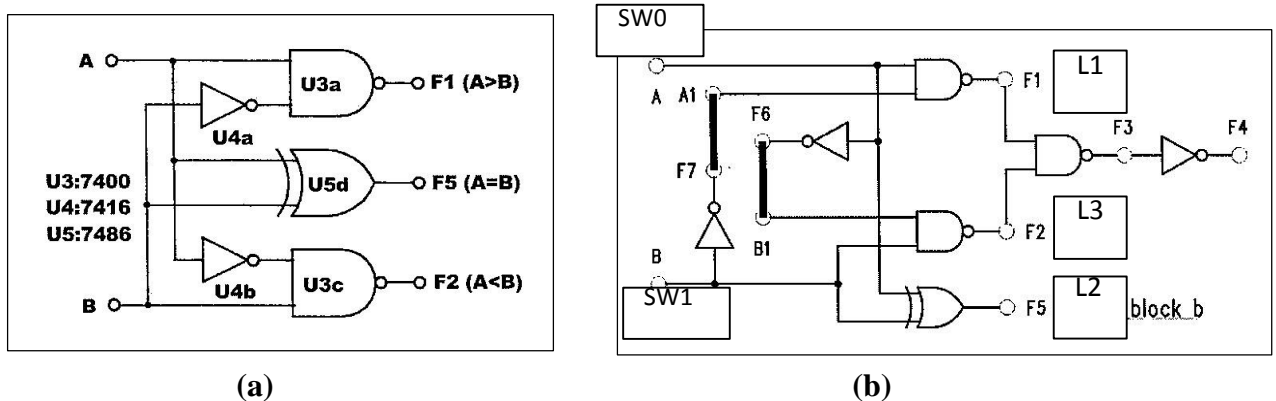 A
U3a
F1 (A>B)
U4a
U3:7400
U4:7416
U5:7486
U5d
F5 (A=B)
U4b
U3c
F2 (A<B)
B
(a)
SW0
A
A1
F6
F7
B
B1
SW1
F1
L1
F3
F4
F2
L3
F5
L2
block_b
(b)